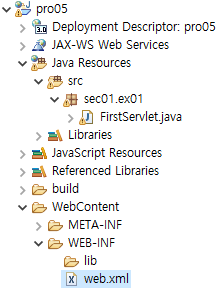 pro05
Deployment Descriptor: pro05
JAX-WS Web Services
Java Resources
src
sec01.ex01
FirstServlet.java
Libraries
JavaScript Resources
Referenced Libraries
build
WebContent
META-INF
WEB-INF
lib
web.xml